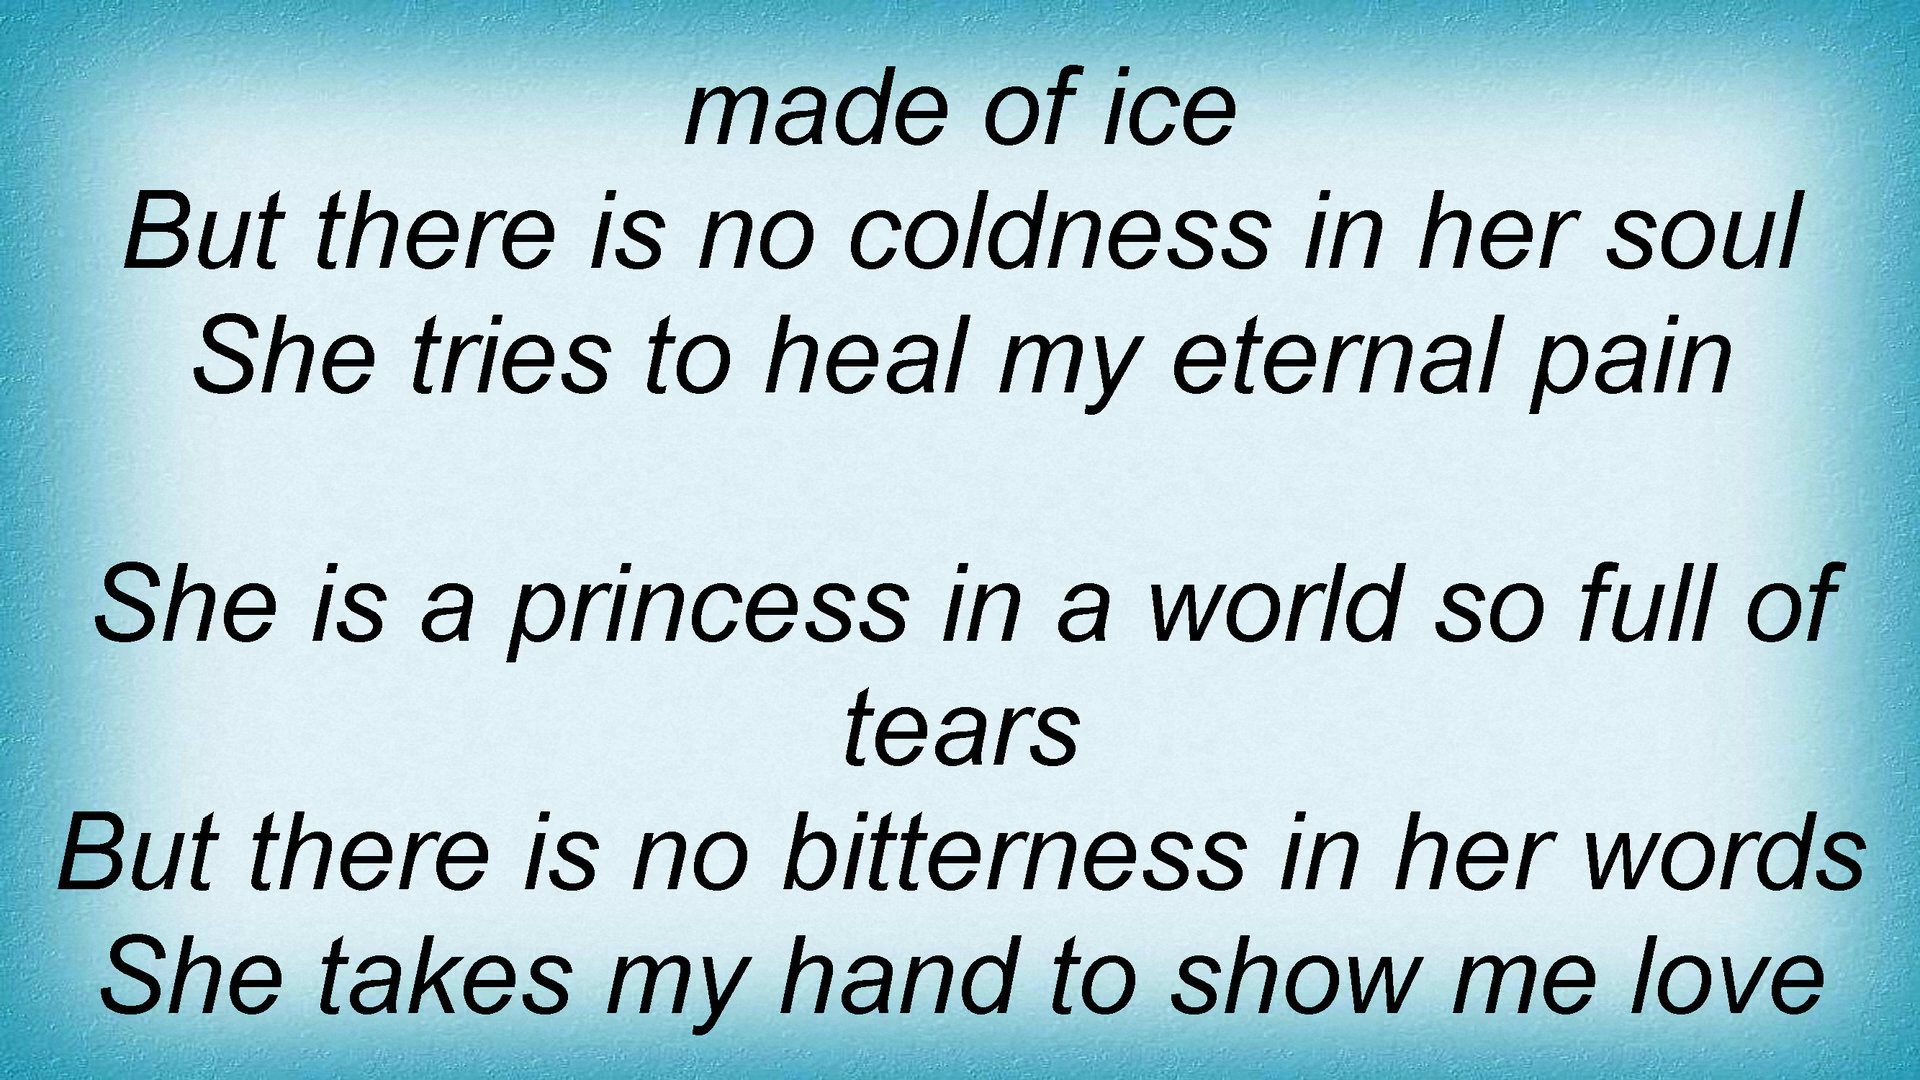 made of ice
But there is no coldness in her soul
She tries to heal my eternal pain
She is a princess in a world so full of
tears
But there is no bitterness in her words
She takes my hand to show me love